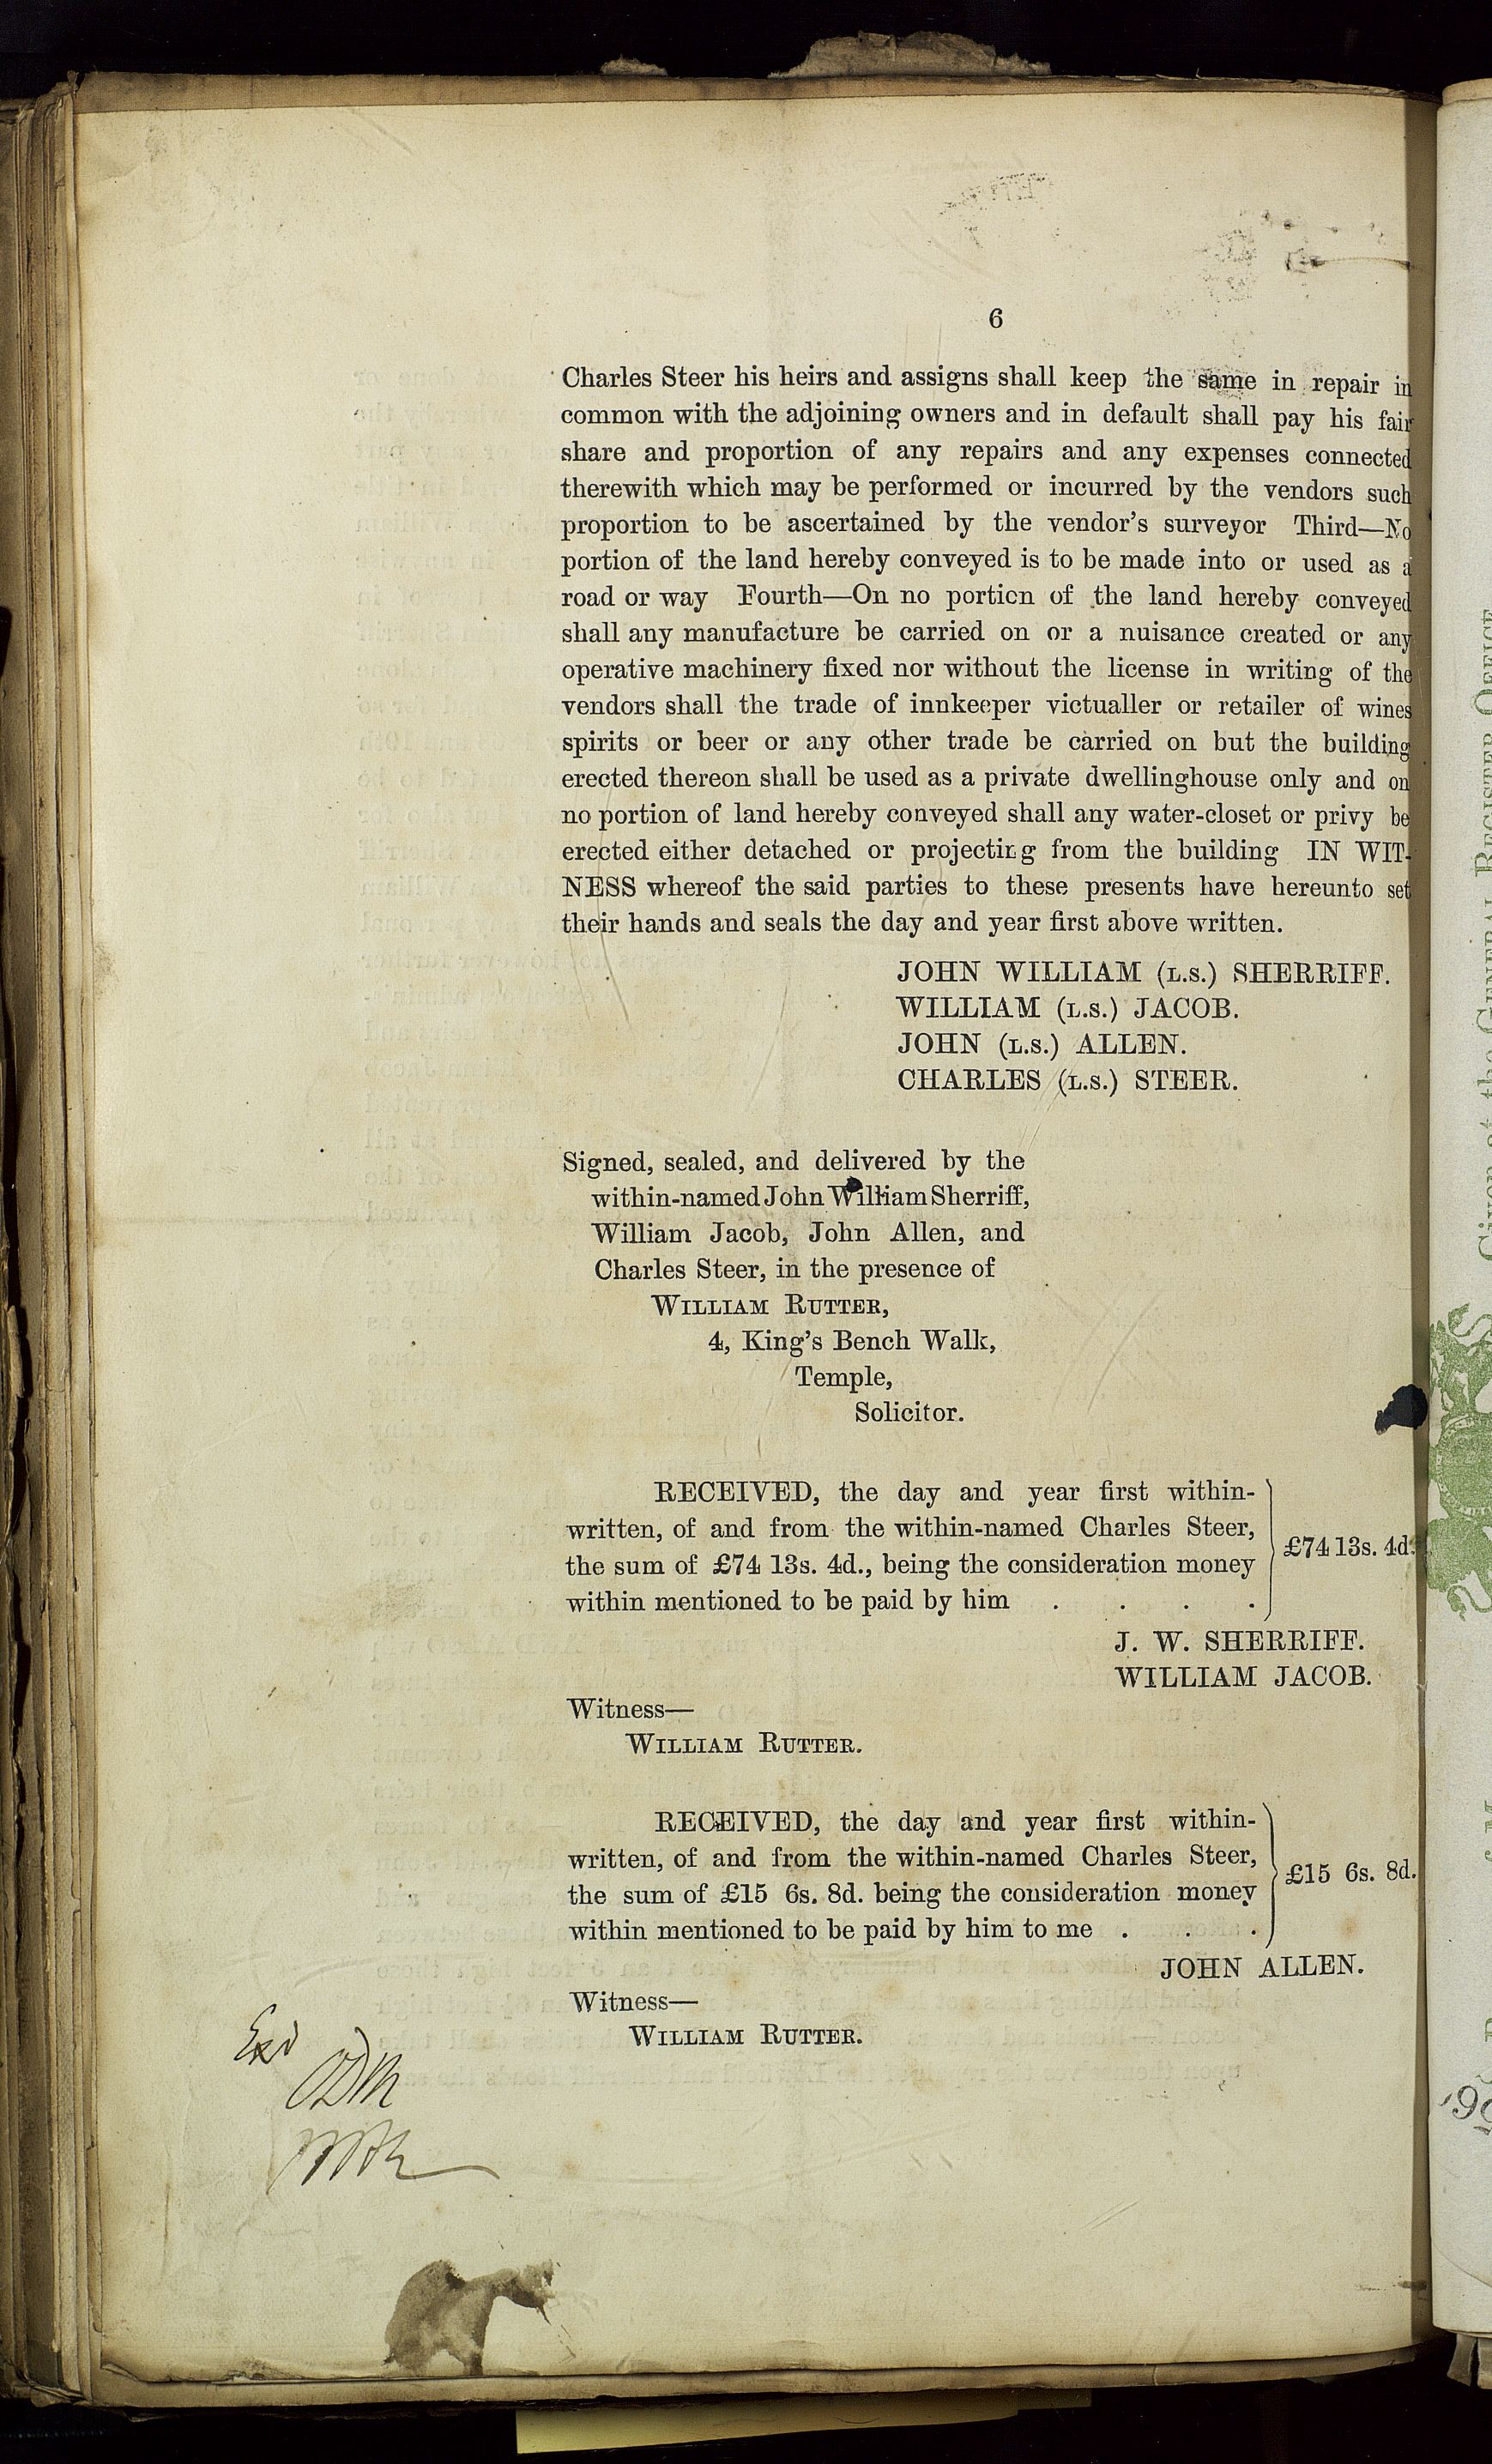 6
Charles Steer his heirs and assigns shall keep the same in repair in
common with the adjoining owners and in default shall pay his fair
share and proportion of any repairs and any expenses connected
therewith which may be performed or incurred by the vendors such
proportion to be ascertained by the vendor's surveyor Third—No
portion of the land hereby conveyed is to be made into or used as a
road or way Fourth—On no portion of the land hereby conveyed
shall any manufacture be carried on or a nuisance created or any
operative machinery fixed nor without the license in writing of the
vendors shall the trade of innkeeper victualler or retailer of wines
spirits or beer or any other trade be carried on but the building
erected thereon shall be used as a private dwellinghouse only and on
no portion of land hereby conveyed shall any water-closet or privy be
erected either detached or projecting from the building IN WIT-
NESS whereof the said parties to these presents have hereunto set
their hands and seals the day and year first above written.
JOHN WILLIAM (L.S.) SHERRIFF.
WILLIAM (L.S.) JACOB.
JOHN (L.S.) ALLEN.
CHARLES (L.S.) STEER.
Signed, sealed, and delivered by the
within-named John William Sherriff,
William Jacob, John Allen, and
Charles Steer, in the presence of
WILLIAM RUTTER,
4, King's Bench Walk,
Temple,
Solicitor.
RECEIVED, the day and year first within-
written, of and from the within-named Charles Steer,
the sum of £74 13s. 4d., being the consideration money
within mentioned to be paid by him . . . .
£74 13s. 4d.
J. W. SHERRIFF.
WILLIAM JACOB.
Witness—
WILLIAM RUTTER.
RECEIVED, the day and year first within-
written, of and from the within-named Charles Steer,
the sum of £15 6s. 8d. being the consideration money
within mentioned to be paid by him to me . . .
£15 6s. 8d.
JOHN ALLEN.
Witness—
WILLIAM RUTTER.
Exd
Given at the GENERAL REGISTER OFFICE